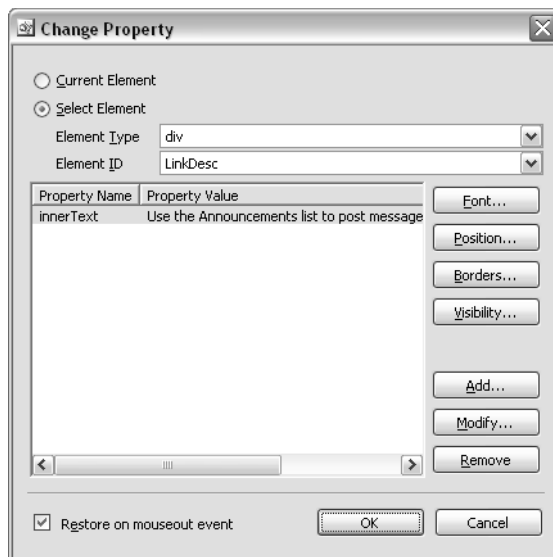 Change Property
Current Element
Select Element
Element Type div
Element ID LinkDesc
Property Name Property Value
innerText Use the Announcements list to post message
Font...
Position...
Borders...
Visibility...
Add...
Modify...
Remove
Restore on mouseout event
OK
Cancel